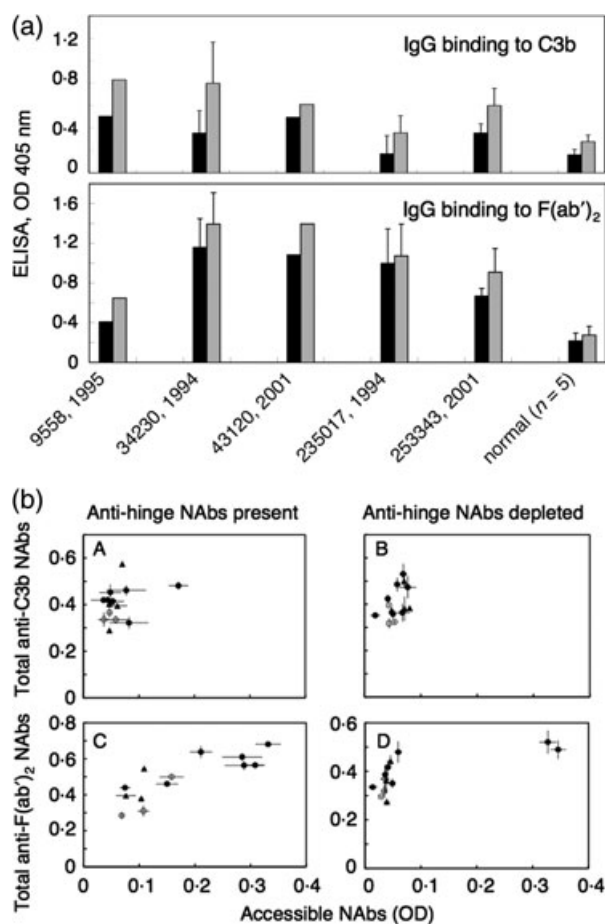 (a)
IgG binding to C3b
1·2
0·8
0·4
0
ELISA, OD 405 nm
IgG binding to F(ab′)₂
1·6
1·2
0·8
0·4
0
9558, 1995
34230, 1994
43120, 2001
235017, 1994
253343, 2001
normal (n = 5)
(b)
Anti-hinge NAbs present
Anti-hinge NAbs depleted
Total anti-C3b NAbs
A
B
0·6
0·4
0·2
0
Total anti-F(ab′)₂ NAbs
C
D
0·8
0·6
0·4
0·2
0
0·6
0·4
0·2
0
0 0·1 0·2 0·3 0·4
0 0·1 0·2 0·3 0·4
Accessible NAbs (OD)